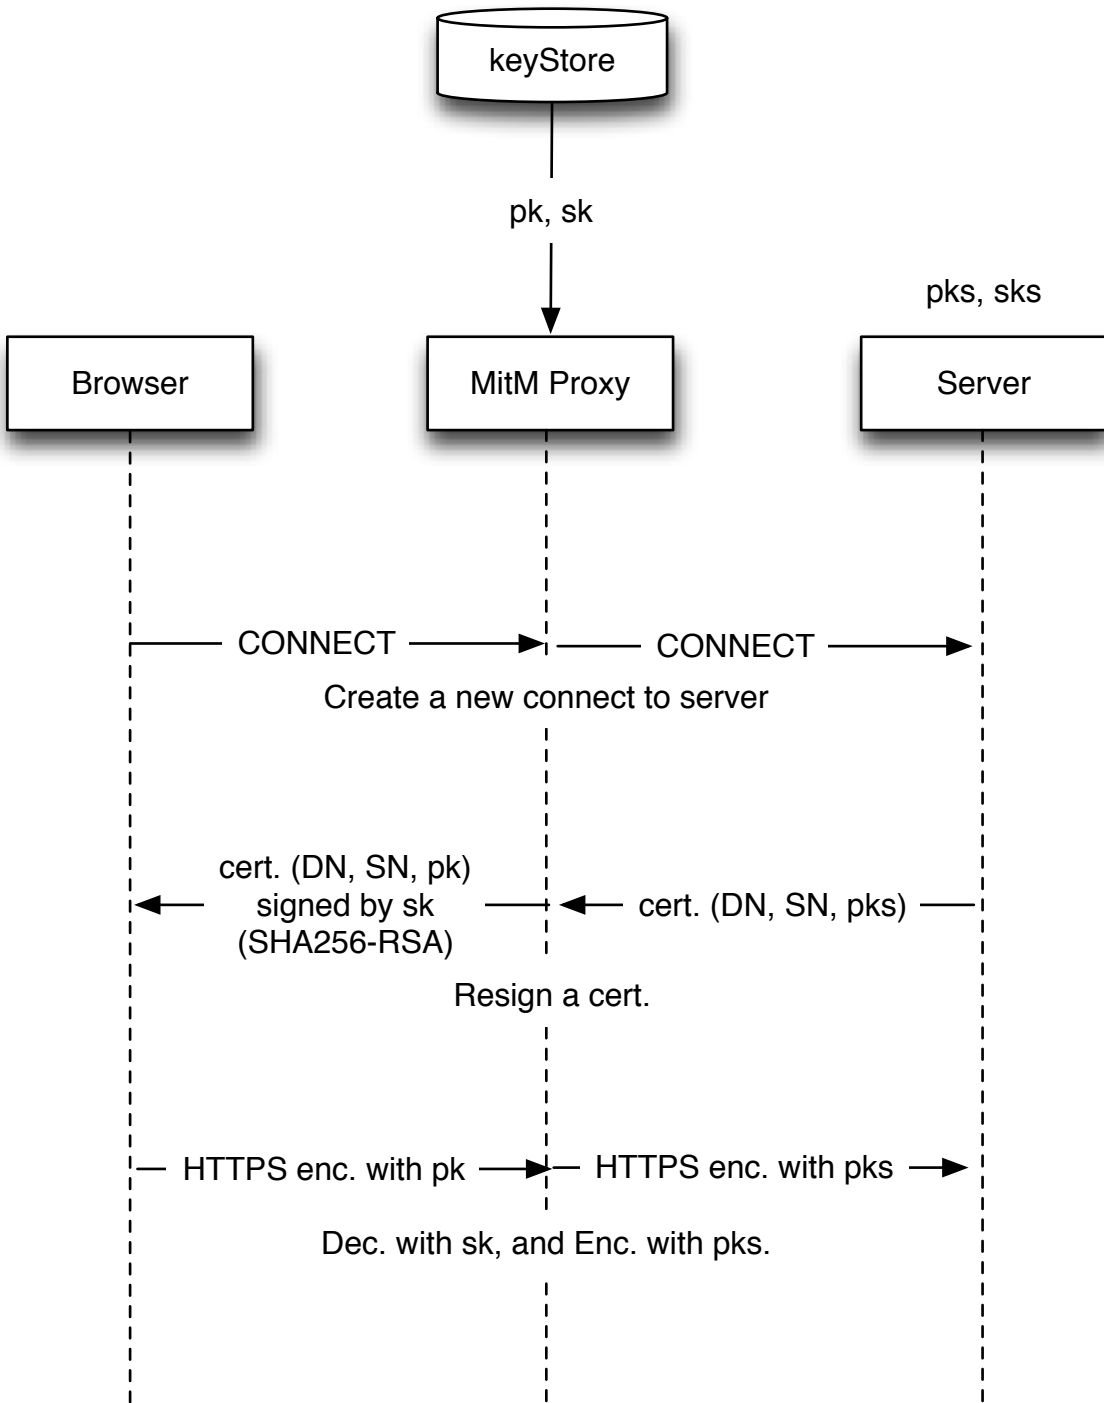 keyStore
pk, sk
pks, sks
Browser
MitM Proxy
Server
CONNECT
CONNECT
Create a new connect to server
cert. (DN, SN, pk)
signed by sk
(SHA256-RSA)
cert. (DN, SN, pks)
Resign a cert.
HTTPS enc. with pk
HTTPS enc. with pks
Dec. with sk, and Enc. with pks.